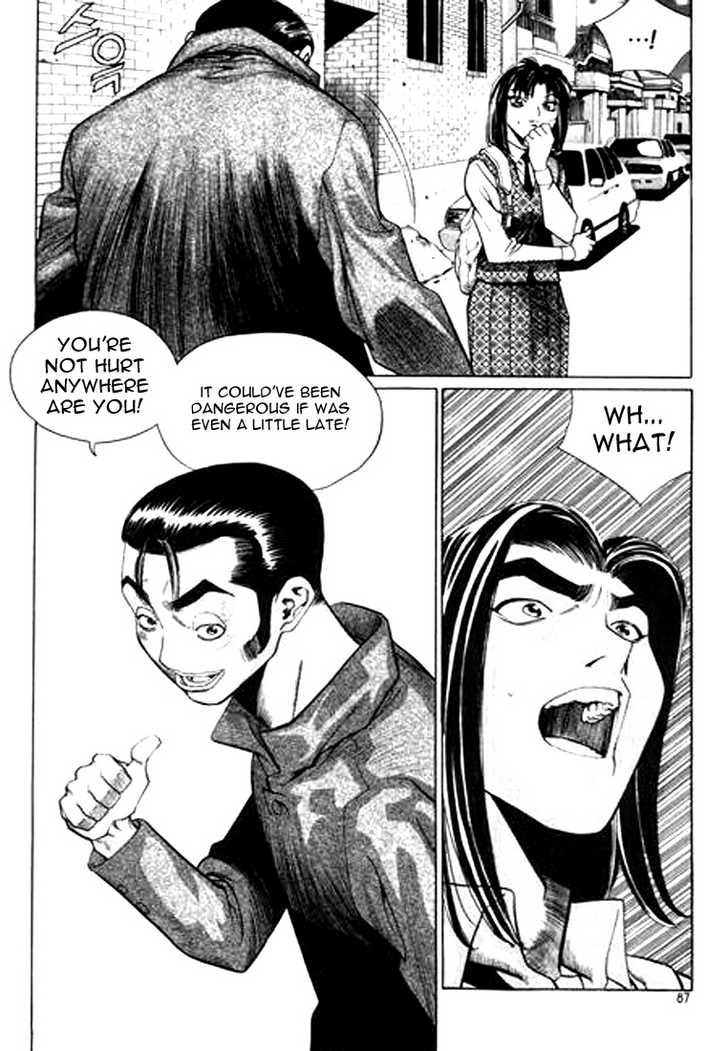 ...!
YOU'RE
NOT HURT
ANYWHERE
ARE YOU!
IT COULD'VE BEEN
DANGEROUS IF WAS
EVEN A LITTLE LATE!
WH...
WHAT!
87